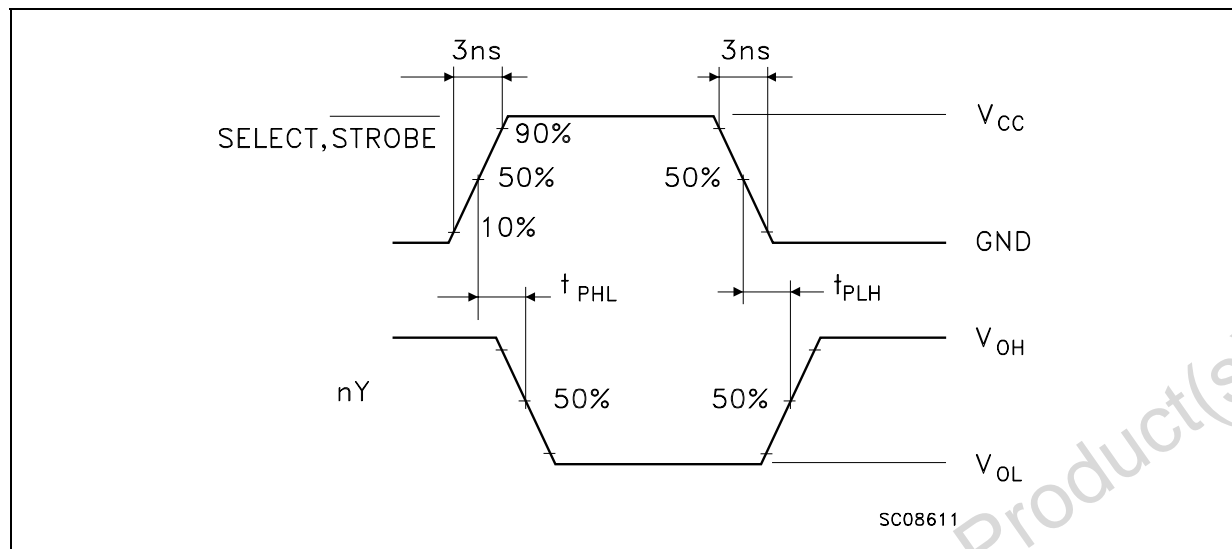 3ns 3ns
SELECT,STROBE
V_CC
90%
50% 50%
10%
GND
t_PHL t_PLH
V_OH
nY
50% 50%
V_OL
SC08611
Product(s